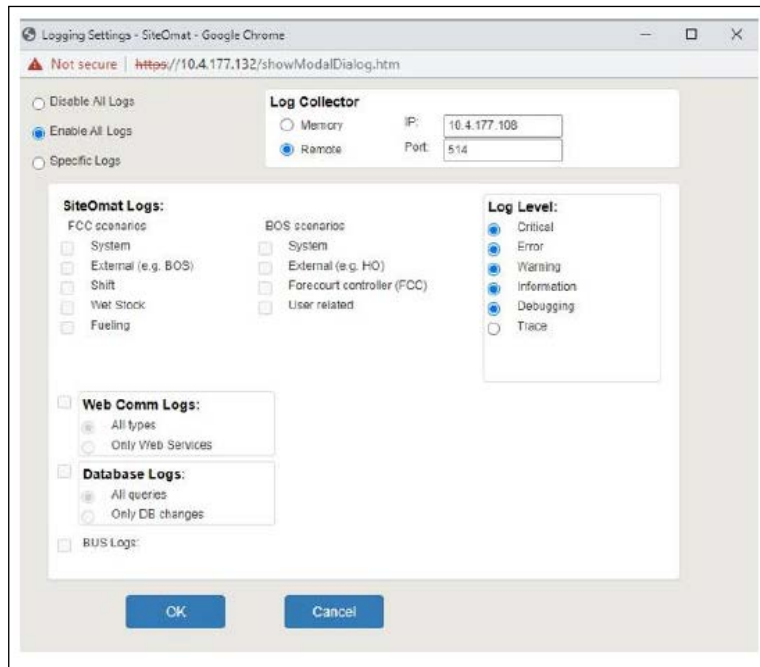 Logging Settings - SiteOmat - Google Chrome
Not secure | https://10.4.177.132/showModalDialog.htm
Disable All Logs
Enable All Logs
Specific Logs
Log Collector
Memory
Remote
IP: 10.4.177.108
Port: 514
SiteOmat Logs:
FCC scenarios
System
External (e.g. BOS)
Shift
Wet Stock
Fueling
BOS scenarios
System
External (e.g. HO)
Forecourt controller (FCC)
User related
Log Level:
Critical
Error
Warning
Information
Debugging
Trace
Web Comm Logs:
All types
Only Web Services
Database Logs:
All queries
Only DB changes
BUS Logs:
OK
Cancel